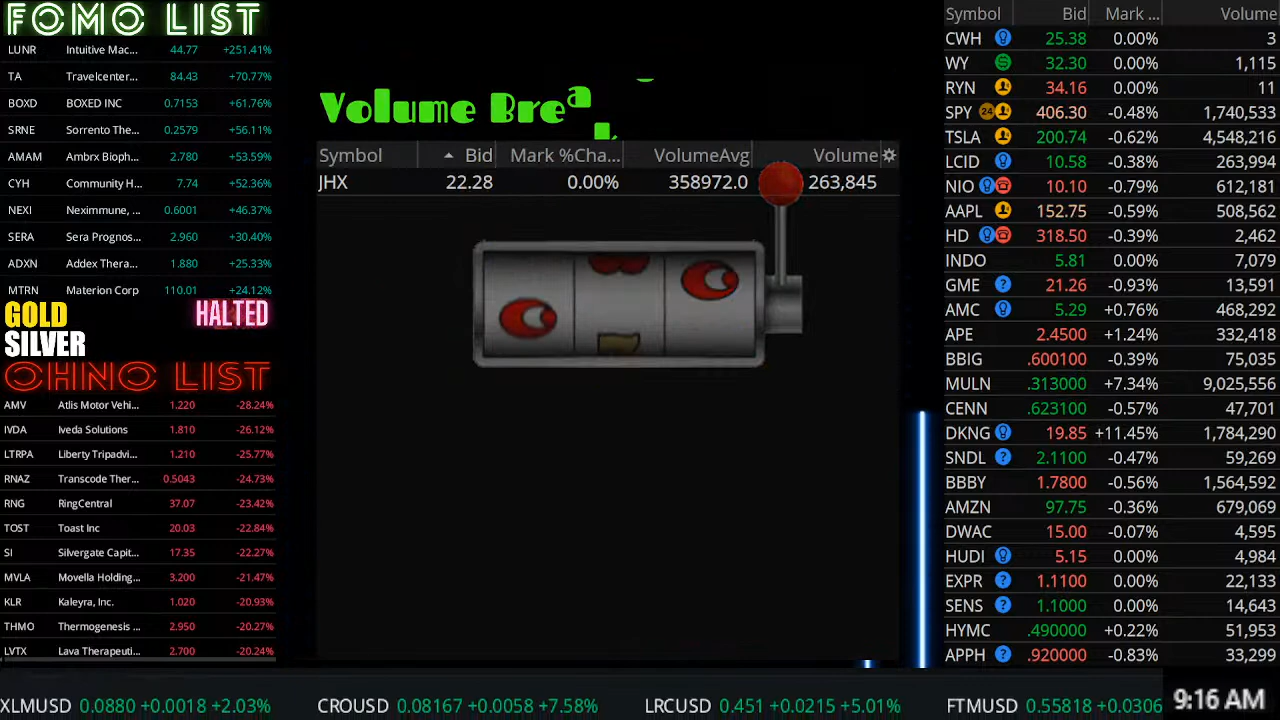 FOMO LIST
LUNR Intuitive Mac... 44.77 +251.41%
TA Travelcenter... 84.43 +70.77%
BOXD BOXED INC 0.7153 +61.76%
SRNE Sorrento The... 0.2579 +56.11%
AMAM Ambrx Bioph... 2.780 +53.59%
CYH Community H... 7.74 +52.36%
NEXI Neximmune, ... 0.6001 +46.37%
SERA Sera Prognos... 2.960 +30.40%
ADXN Addex Thera... 1.880 +25.33%
MTRN Materion Corp 110.01 +24.12%
GOLD HALTED
SILVER
OHNO LIST
AMV Atlis Motor Vehi... 1.220 -28.24%
IVDA Iveda Solutions 1.810 -26.12%
LTRPA Liberty Tripadvi... 1.210 -25.77%
RNAZ Transcode Ther... 0.5043 -24.73%
RNG RingCentral 37.07 -23.42%
TOST Toast Inc 20.03 -22.84%
SI Silvergate Capit... 17.35 -22.27%
MVLA Movella Holding... 3.200 -21.47%
KLR Kaleyra, Inc. 1.020 -20.93%
THMO Thermogenesis ... 2.950 -20.27%
LVTX Lava Therapeuti... 2.700 -20.24%
Volume Brea
Symbol Bid Mark %Cha... VolumeAvg Volume
JHX 22.28 0.00% 358972.0 263,845
Symbol Bid Mark ... Volume
CWH 25.38 0.00% 3
WY 32.30 0.00% 1,115
RYN 34.16 0.00% 11
SPY 24 406.30 -0.48% 1,740,533
TSLA 200.74 -0.62% 4,548,216
LCID 10.58 -0.38% 263,994
NIO 10.10 -0.79% 612,181
AAPL 152.75 -0.59% 508,562
HD 318.50 -0.39% 2,462
INDO 5.81 0.00% 7,079
GME ? 21.26 -0.93% 13,591
AMC 5.29 +0.76% 468,292
APE 2.4500 +1.24% 332,418
BBIG .600100 -0.39% 75,035
MULN .313000 +7.34% 9,025,556
CENN .623100 -0.57% 47,701
DKNG 19.85 +11.45% 1,784,290
SNDL ? 2.1100 -0.47% 59,269
BBBY 1.7800 -0.56% 1,564,592
AMZN 97.75 -0.36% 679,069
DWAC 15.00 -0.07% 4,595
HUDI 5.15 0.00% 4,984
EXPR ? 1.1100 0.00% 22,133
SENS ? 1.1000 0.00% 14,643
HYMC .490000 +0.22% 51,953
APPH ? .920000 -0.83% 33,299
XLMUSD 0.0880 +0.0018 +2.03% CROUSD 0.08167 +0.0058 +7.58% LRCUSD 0.451 +0.0215 +5.01% FTMUSD 0.55818 +0.0306
9:16 AM